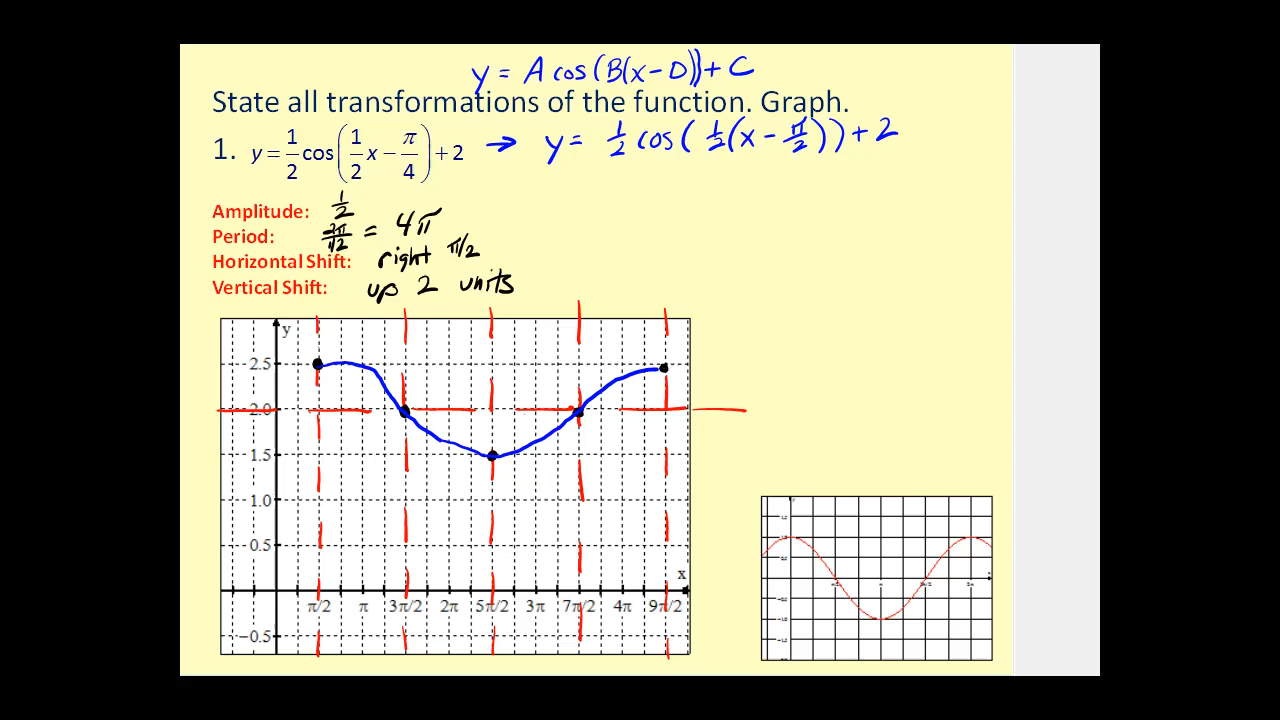 y = A cos(B(x-D))+C
State all transformations of the function. Graph.
1. y = 1/2 cos(1/2 x − π/4) + 2 → y = 1/2 cos(1/2(x - π/2))+2
Amplitude: 1/2
Period: 2π/1/2 = 4π
Horizontal Shift: right π/2
Vertical Shift: up 2 units
y
2.5
2.0
1.5
1.0
0.5
x
π/2 π 3π/2 2π 5π/2 3π 7π/2 4π 9π/2
−0.5